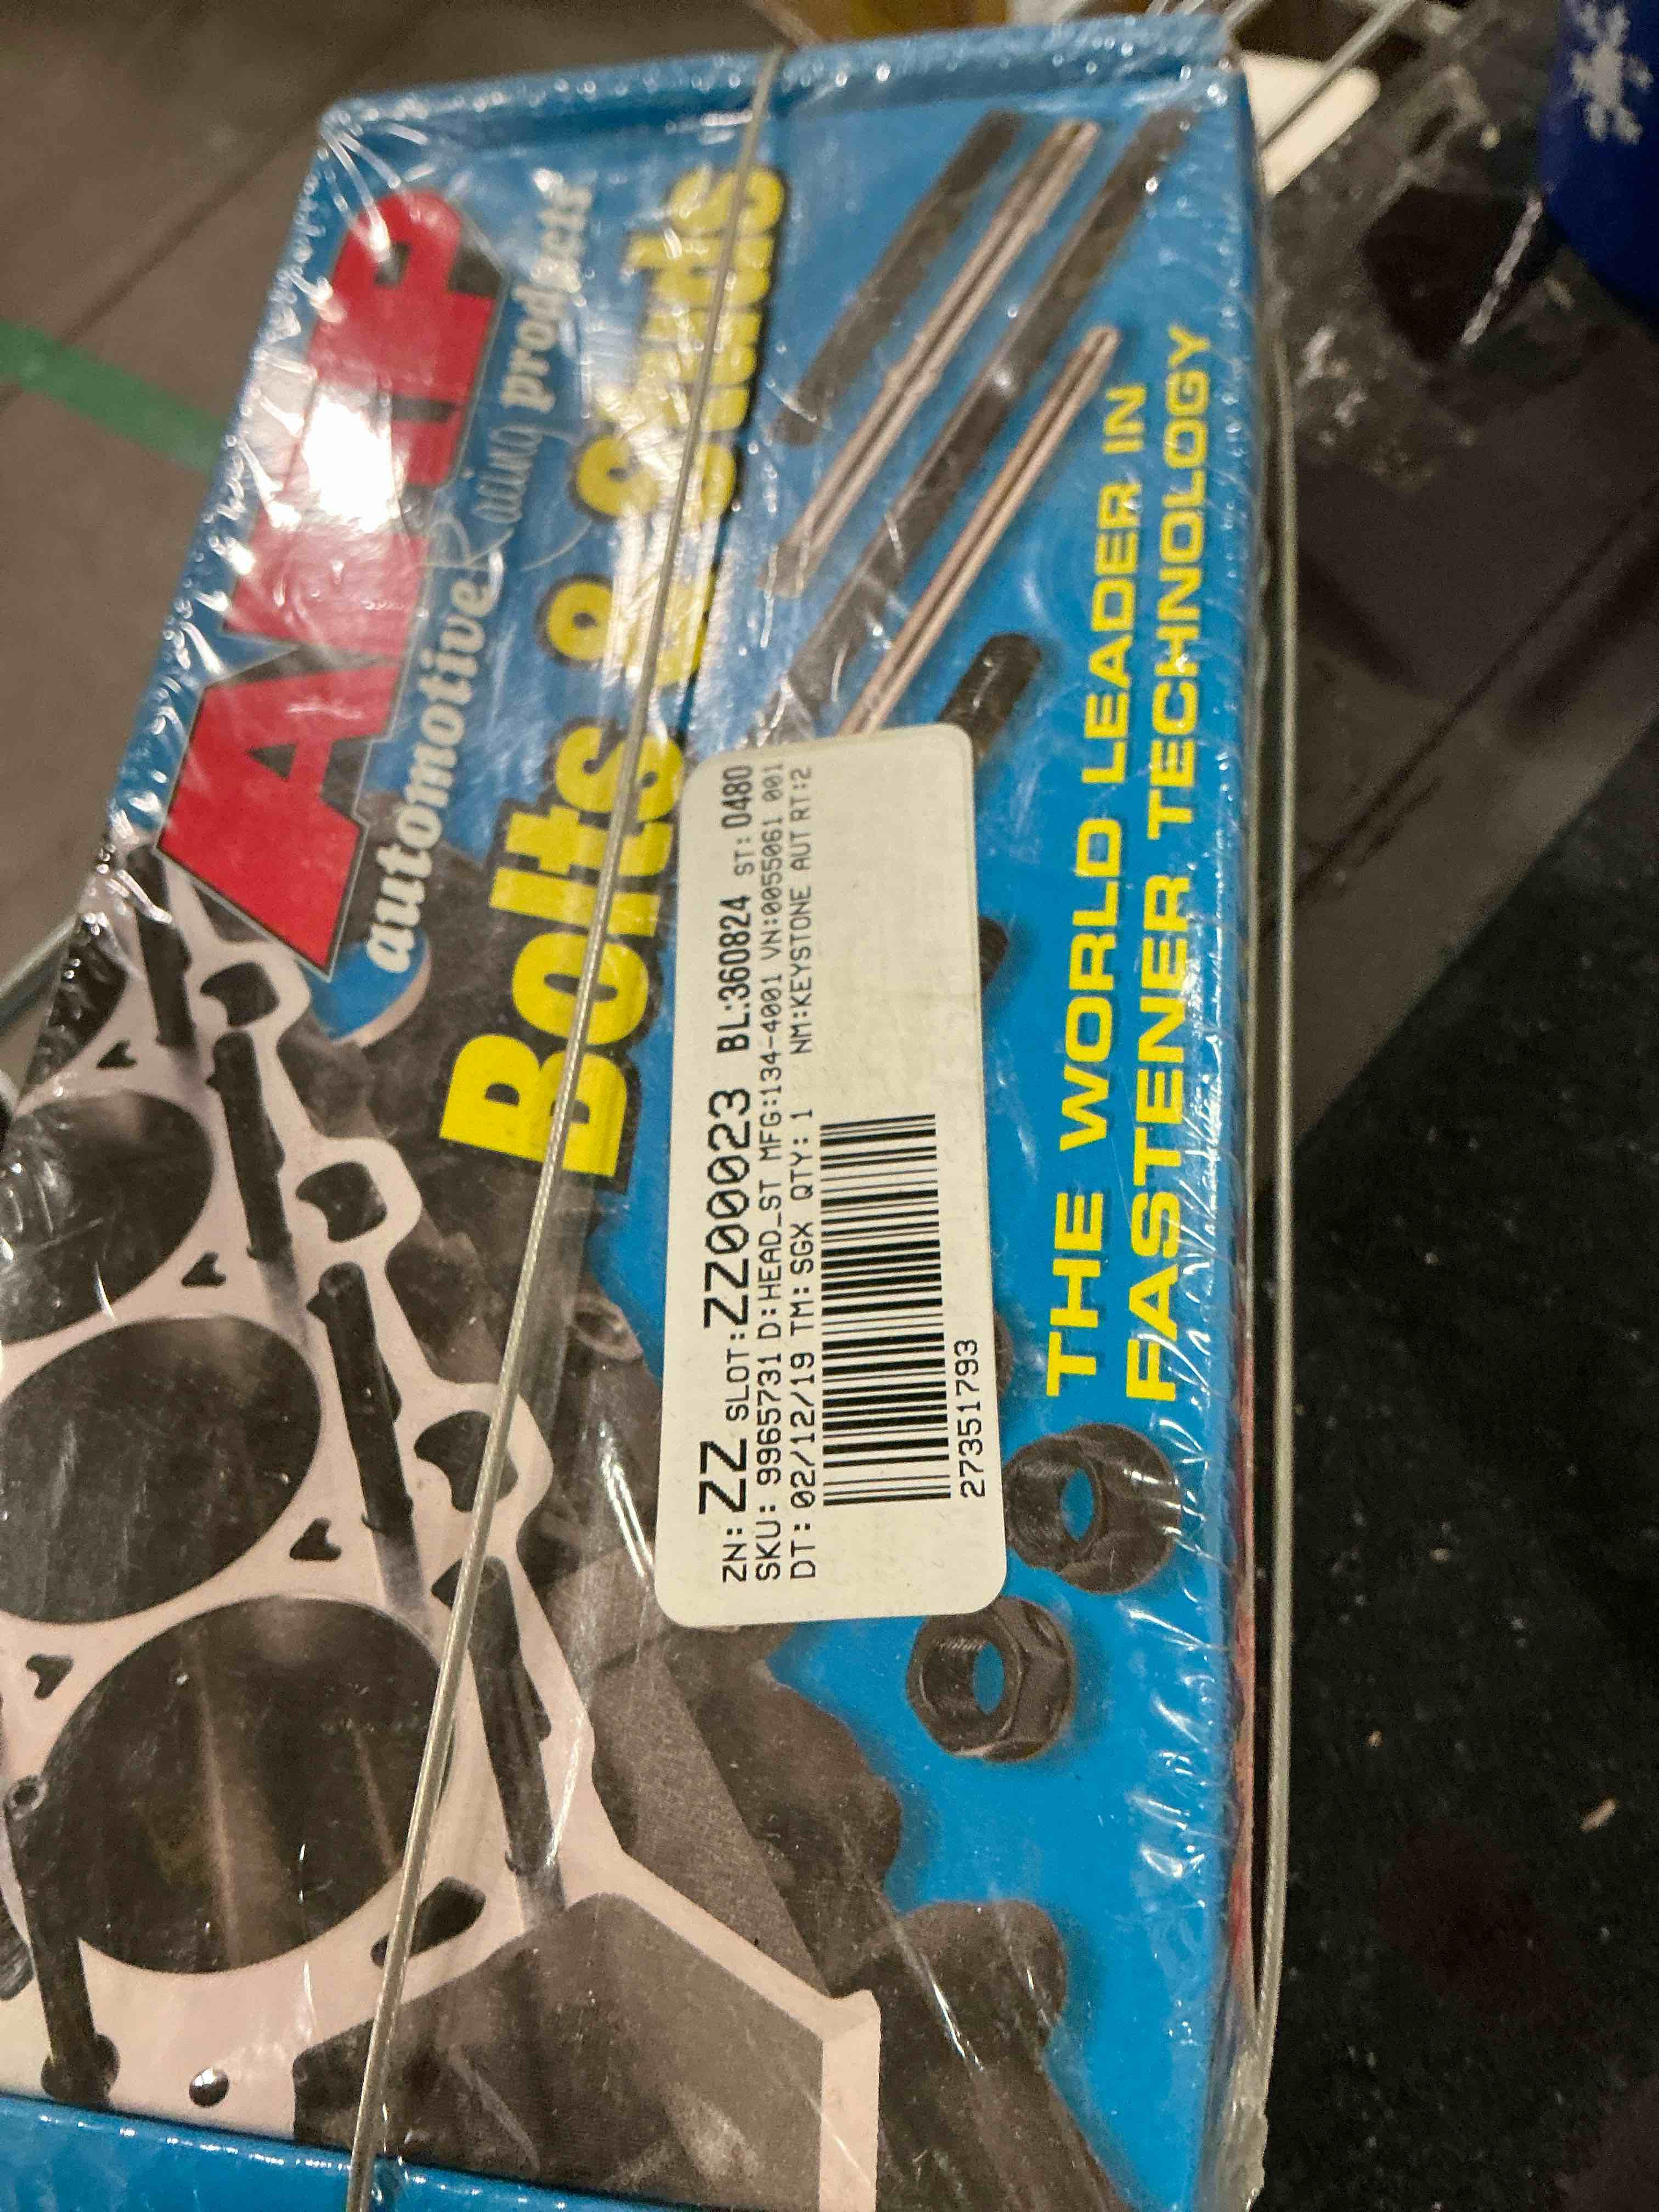 ARP
automotive Racing products
Bolts & Studs
ZN: ZZ SLOT: ZZ00023 BL:360824 ST: 0480
SKU: 9965731 D:HEAD_ST MFG:134-4001 VN:0055061 001
DT: 02/12/19 TM: SGX QTY: 1 NM:KEYSTONE AUT RT:2
27351793
THE WORLD LEADER IN
FASTENER TECHNOLOGY